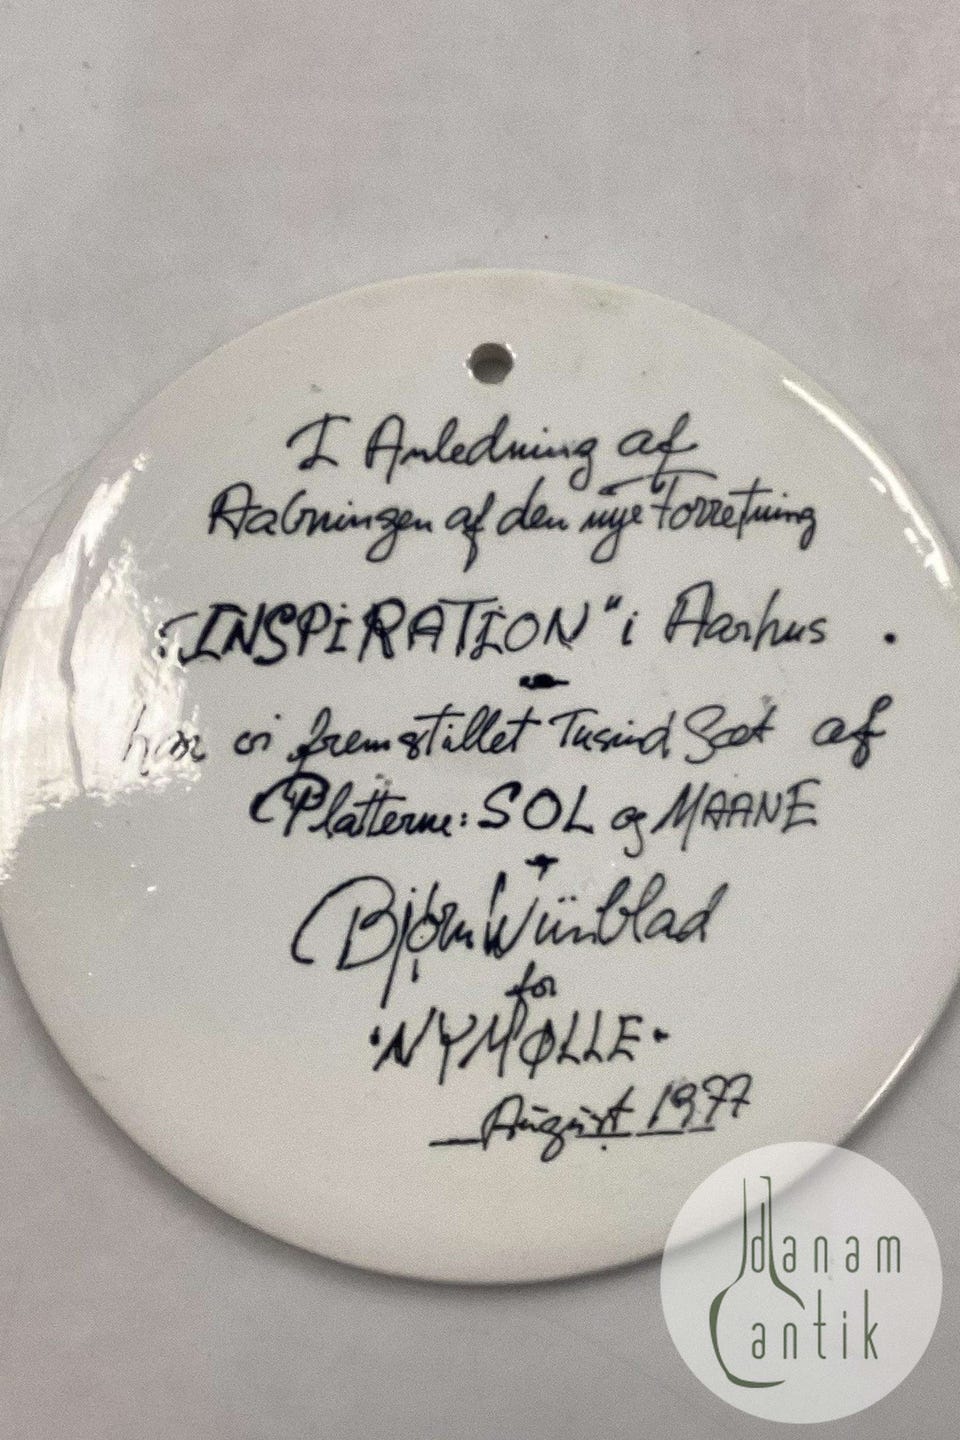 I Anledning af
Aabningen af den nye Forretning
„INSPIRATION" i Aarhus .
har vi fremstillet Tusind Sæt af
Platterne: SOL og MAANE
Bjørn Wiinblad
for
·NYMØLLE·
August 1977
danam
antik